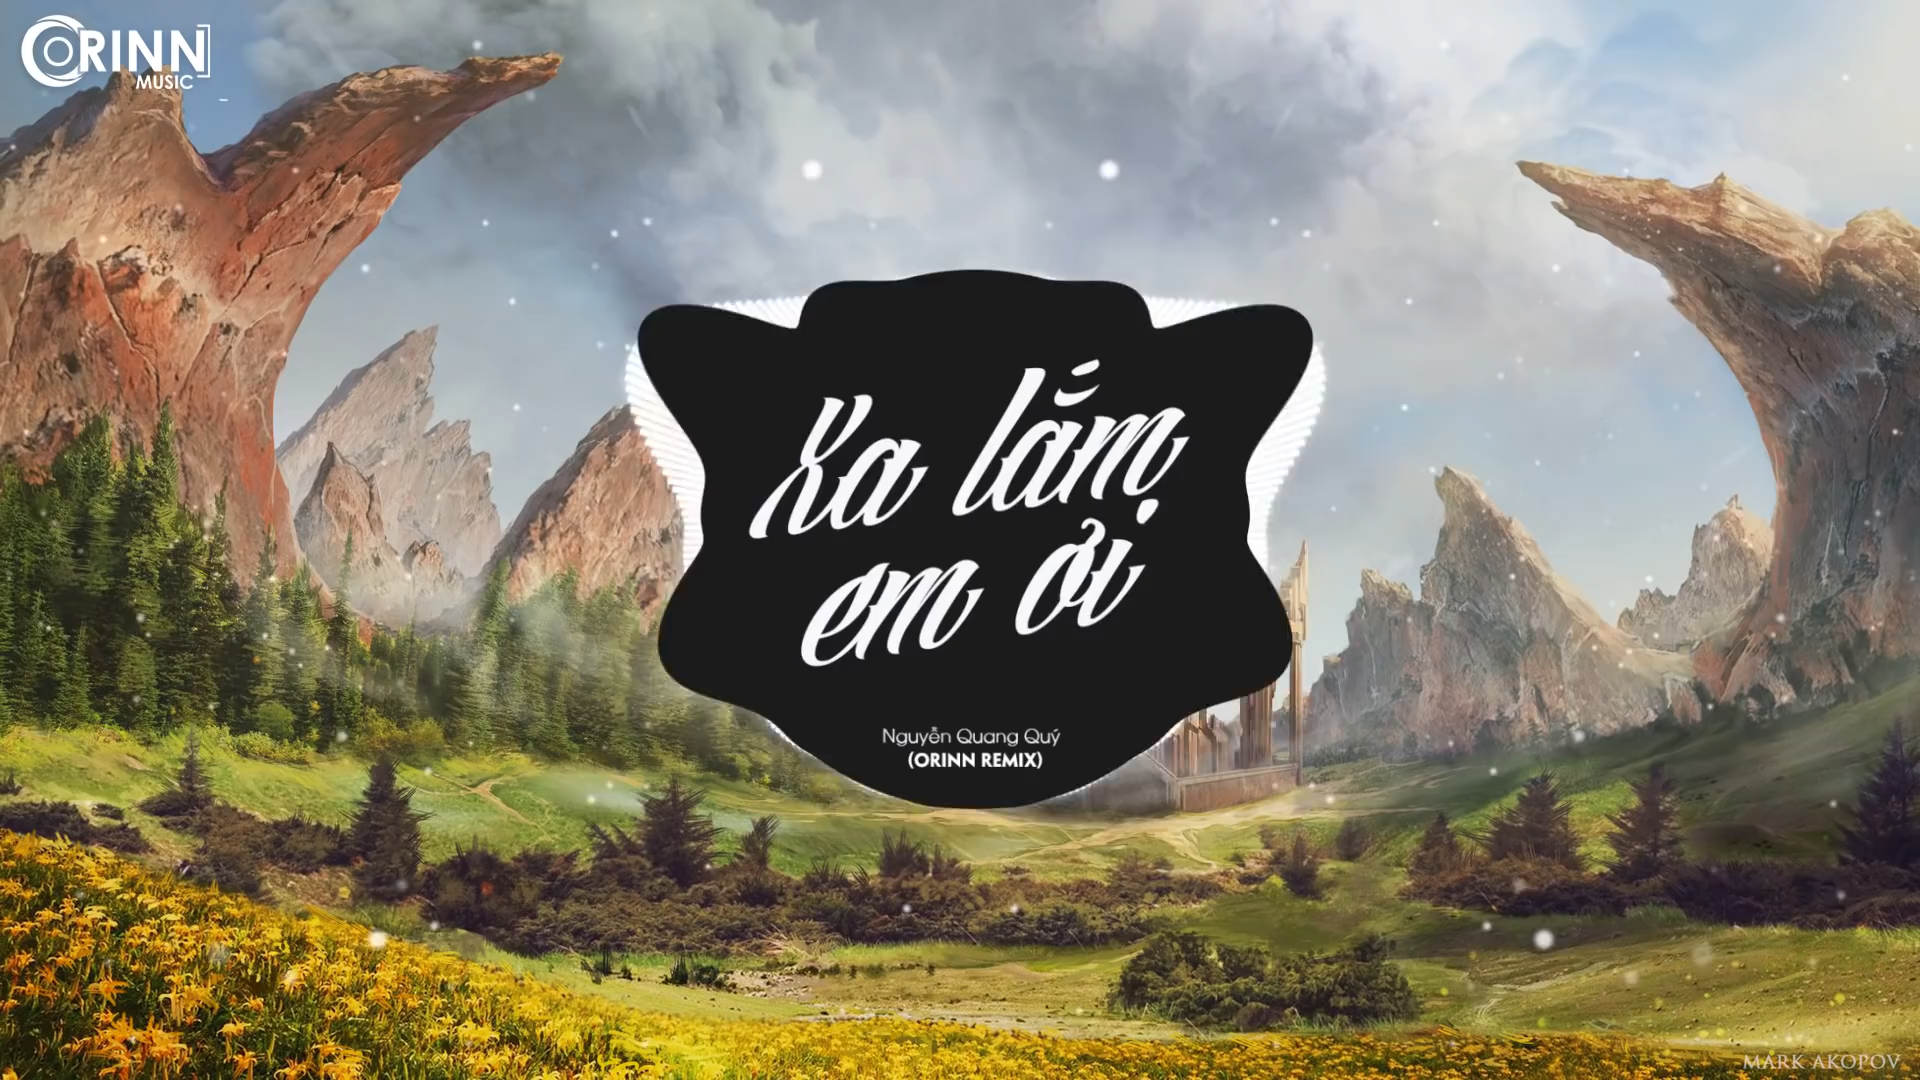 ORINN
MUSIC
Xa lắm
em ơi
Nguyễn Quang Quý
(ORINN REMIX)
MARK AKOPOV